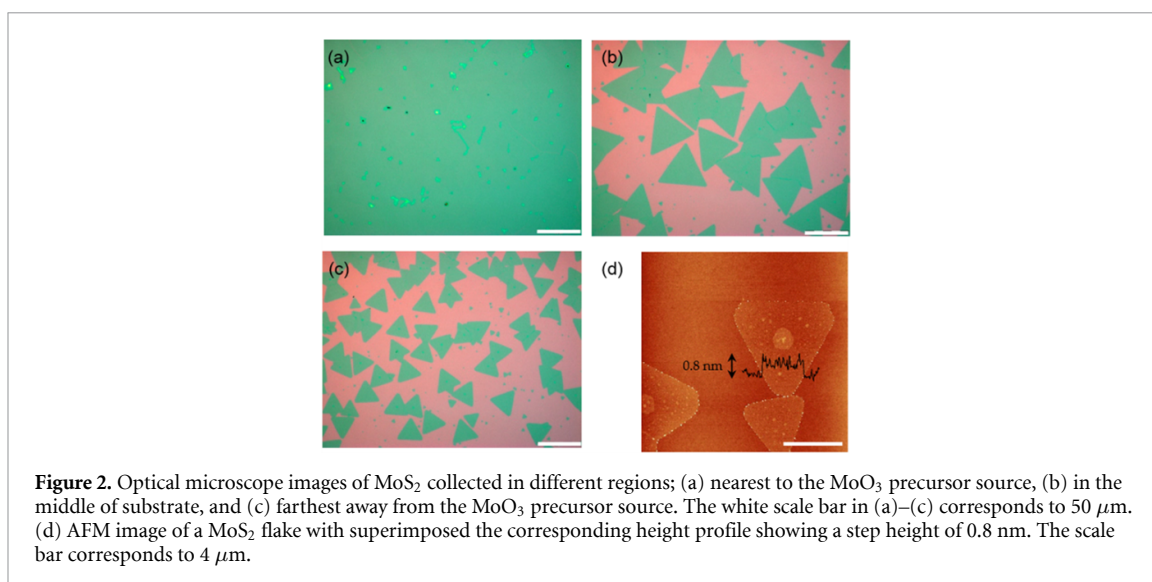 (a)
(b)
(c)
(d)
0.8 nm
Figure 2. Optical microscope images of MoS₂ collected in different regions; (a) nearest to the MoO₃ precursor source, (b) in the
middle of substrate, and (c) farthest away from the MoO₃ precursor source. The white scale bar in (a)–(c) corresponds to 50 μm.
(d) AFM image of a MoS₂ flake with superimposed the corresponding height profile showing a step height of 0.8 nm. The scale
bar corresponds to 4 μm.